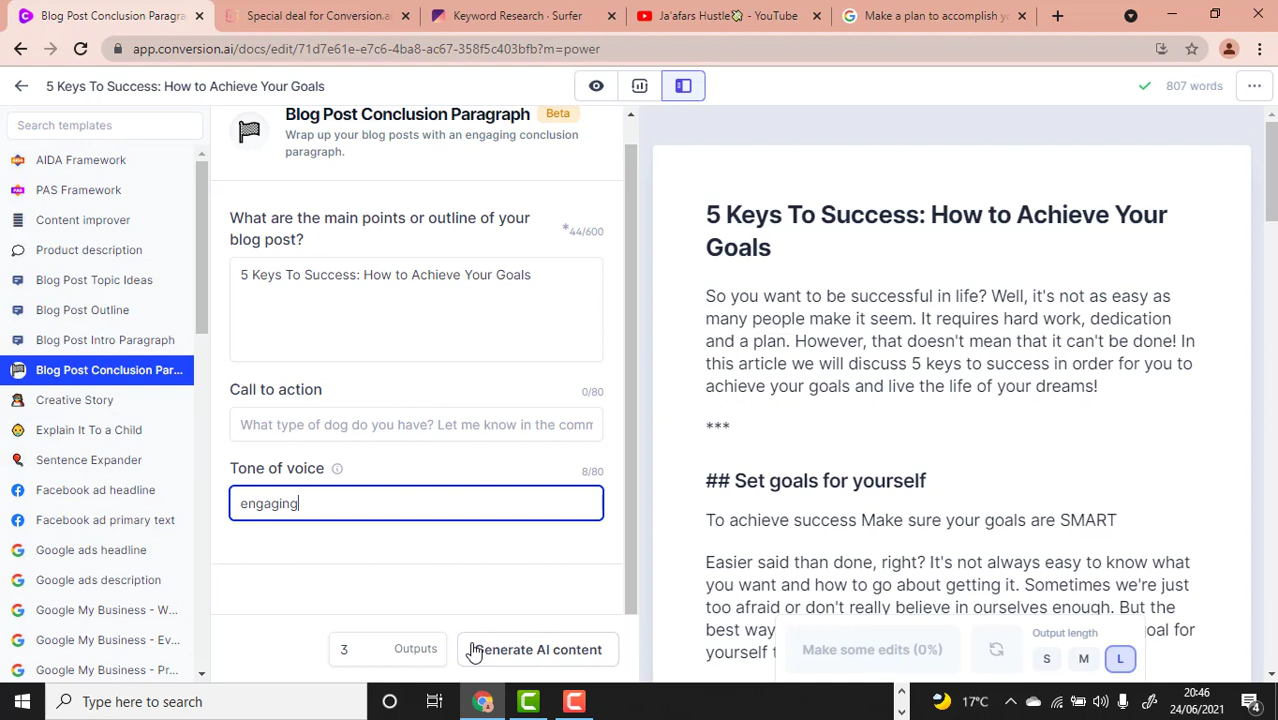 Blog Post Conclusion Paragra
Special deal for Conversion.a
Keyword Research - Surfer
Ja'afars Hustle - YouTube
Make a plan to accomplish y
app.conversion.ai/docs/edit/71d7e61e-e7c6-4ba8-ac67-358f5c403bfb?m=power
5 Keys To Success: How to Achieve Your Goals
807 words
Search templates
AIDA Framework
PAS Framework
Content improver
Product description
Blog Post Topic Ideas
Blog Post Outline
Blog Post Intro Paragraph
Blog Post Conclusion Par...
Creative Story
Explain It To a Child
Sentence Expander
Facebook ad headline
Facebook ad primary text
Google ads headline
Google ads description
Google My Business - W...
Google My Business - Ev...
Google My Business - Pr...
Blog Post Conclusion Paragraph Beta
Wrap up your blog posts with an engaging conclusion
paragraph.
What are the main points or outline of your
blog post?
*44/600
5 Keys To Success: How to Achieve Your Goals
Call to action
0/80
What type of dog do you have? Let me know in the comm
Tone of voice
8/80
engaging
3 Outputs
Generate AI content
5 Keys To Success: How to Achieve Your
Goals
So you want to be successful in life? Well, it's not as easy as
many people make it seem. It requires hard work, dedication
and a plan. However, that doesn't mean that it can't be done! In
this article we will discuss 5 keys to success in order for you to
achieve your goals and live the life of your dreams!
***
## Set goals for yourself
To achieve success Make sure your goals are SMART
Easier said than done, right? It's not always easy to know what
you want and how to go about getting it. Sometimes we're just
too afraid or don't really believe in ourselves enough. But the
best way
oal for
yourself
Make some edits (0%)
Output length
S
M
L
Type here to search
17°C
20:46
24/06/2021
4